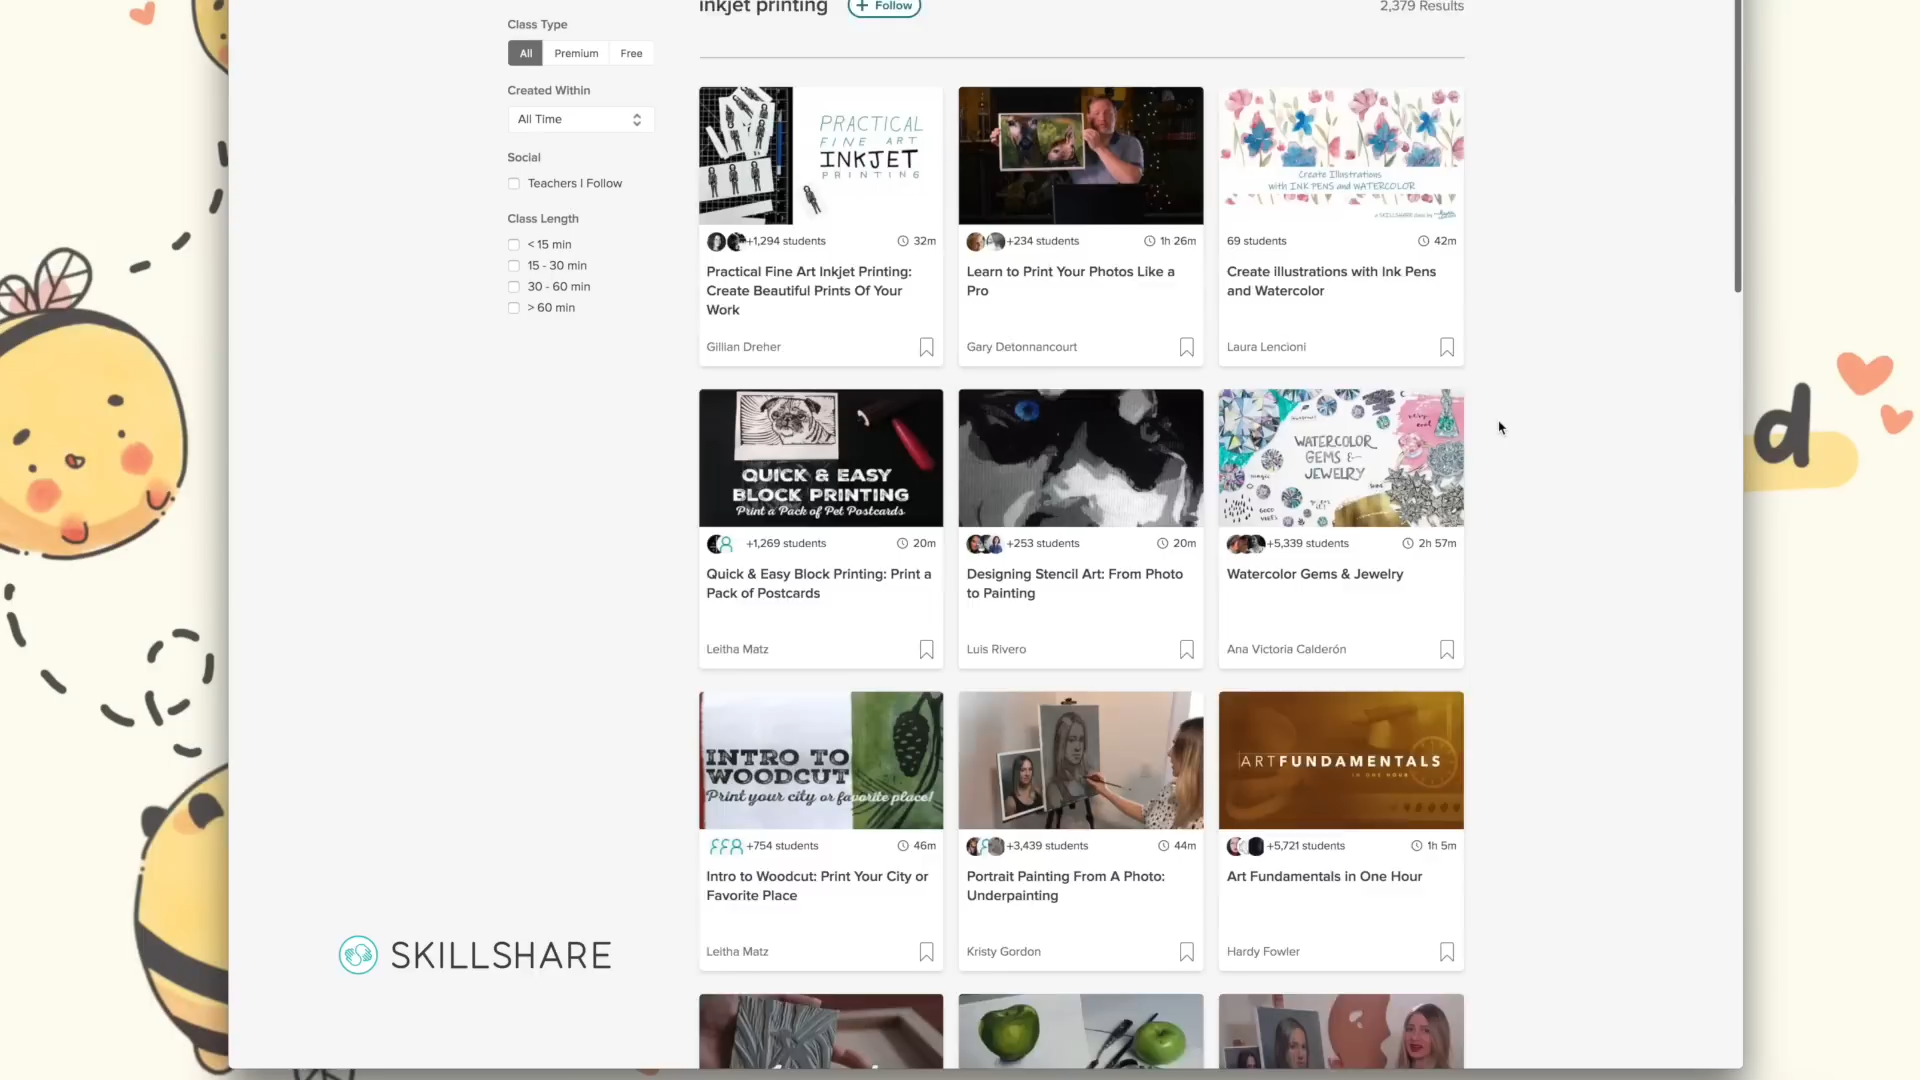 inkjet printing
+ Follow
2,379 Results
Class Type
All
Premium
Free
Created Within
All Time
Social
Teachers I Follow
Class Length
< 15 min
15 - 30 min
30 - 60 min
> 60 min
PRACTICAL
FINE ART
INKJET
PRINTING
+1,294 students
32m
Practical Fine Art Inkjet Printing:
Create Beautiful Prints Of Your
Work
Gillian Dreher
+234 students
1h 26m
Learn to Print Your Photos Like a
Pro
Gary Detonnancourt
Create Illustrations
with INK PENS and WATERCOLOR
a SKILLSHARE class by
69 students
42m
Create illustrations with Ink Pens
and Watercolor
Laura Lencioni
QUICK & EASY
BLOCK PRINTING
Print a Pack of Pet Postcards
+1,269 students
20m
Quick & Easy Block Printing: Print a
Pack of Postcards
Leitha Matz
+253 students
20m
Designing Stencil Art: From Photo
to Painting
Luis Rivero
WATERCOLOR
GEMS &
JEWELRY
GOOD
VIBES
+5,339 students
2h 57m
Watercolor Gems & Jewelry
Ana Victoria Calderón
INTRO TO
WOODCUT
Print your city or favorite place!
+754 students
46m
Intro to Woodcut: Print Your City or
Favorite Place
Leitha Matz
+3,439 students
44m
Portrait Painting From A Photo:
Underpainting
Kristy Gordon
ARTFUNDAMENTALS
IN ONE HOUR
+5,721 students
1h 5m
Art Fundamentals in One Hour
Hardy Fowler
SKILLSHARE
d